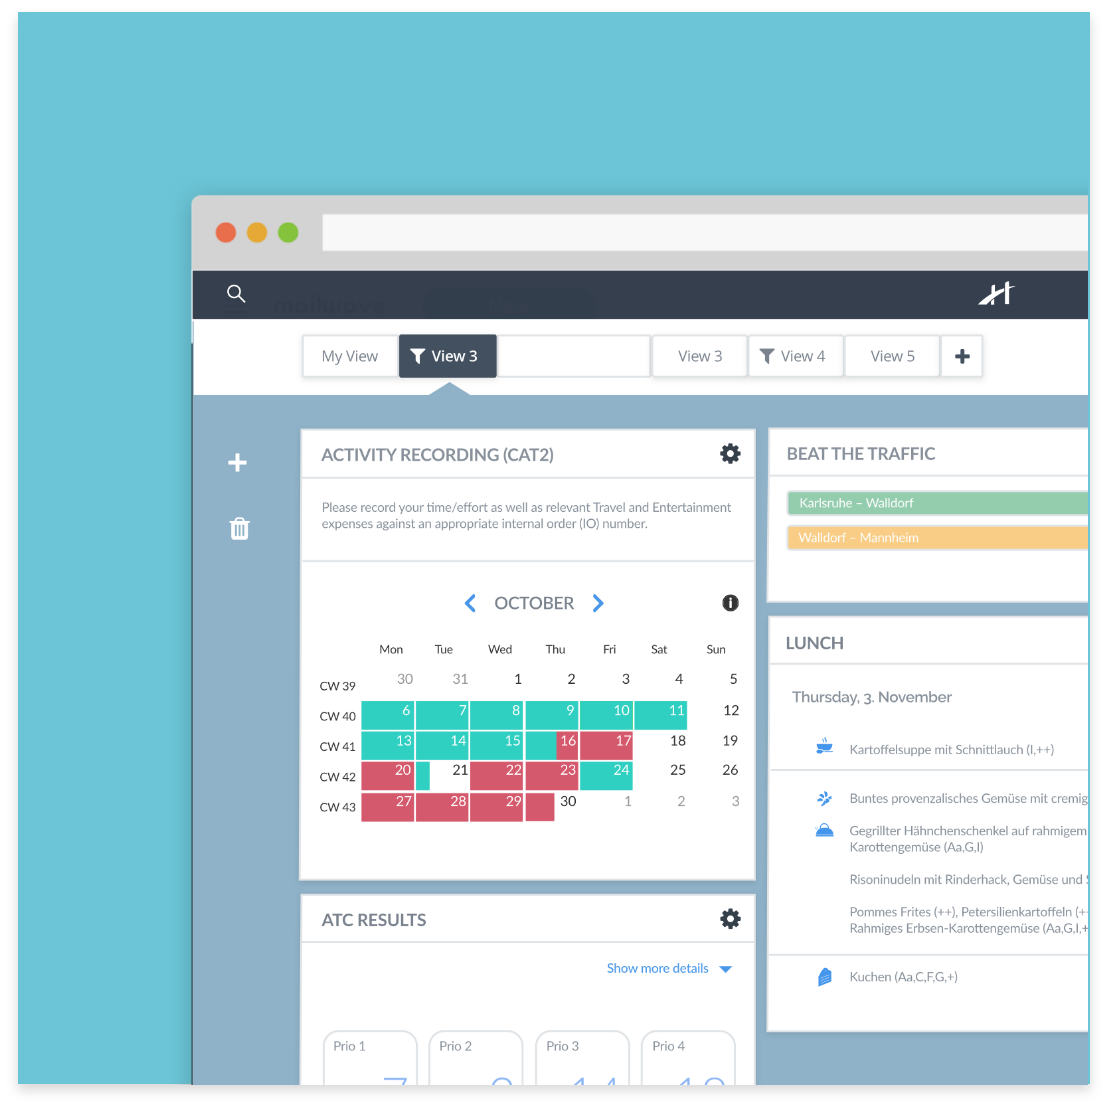 My View
View 3
View 3
View 4
View 5
ACTIVITY RECORDING (CAT2)
Please record your time/effort as well as relevant Travel and Entertainment
expenses against an appropriate internal order (IO) number.
OCTOBER
Mon Tue Wed Thu Fri Sat Sun
CW 39 30 31 1 2 3 4 5
CW 40 6 7 8 9 10 11 12
CW 41 13 14 15 16 17 18 19
CW 42 20 21 22 23 24 25 26
CW 43 27 28 29 30 1 2 3
ATC RESULTS
Show more details
Prio 1
Prio 2
Prio 3
Prio 4
BEAT THE TRAFFIC
Karlsruhe – Walldorf
Walldorf – Mannheim
LUNCH
Thursday, 3. November
Kartoffelsuppe mit Schnittlauch (I,++)
Buntes provenzalisches Gemüse mit cremig
Gegrillter Hähnchenschenkel auf rahmigem
Karottengemüse (Aa,G,I)
Risoninudeln mit Rinderhack, Gemüse und
Pommes Frites (++), Petersilienkartoffeln (+
Rahmiges Erbsen-Karottengemüse (Aa,G,I,+
Kuchen (Aa,C,F,G,+)